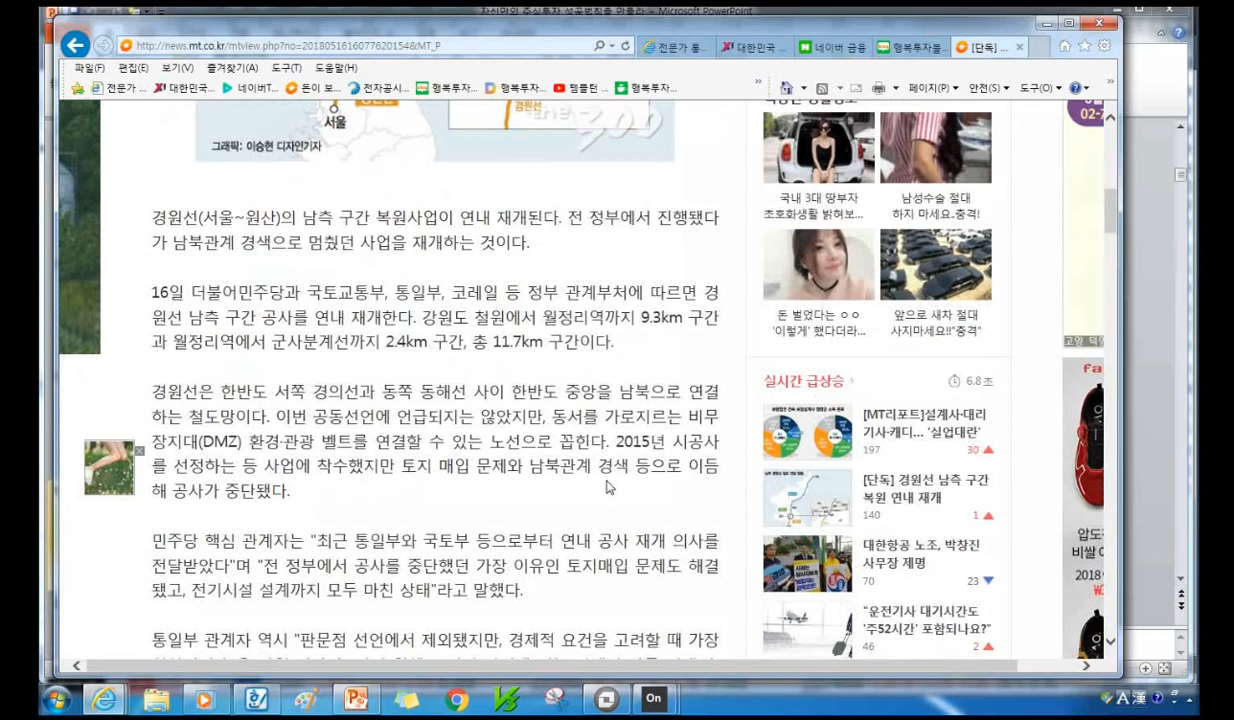 자신만의 주식투자 성공법칙을 만들라 - Microsoft PowerPoint
http://news.mt.co.kr/mtview.php?no=2018051616077620154&MT_P
전문가 통...
대한민국 ...
네이버 금융
행복투자블...
[단독] ...
파일(F) 편집(E) 보기(V) 즐겨찾기(A) 도구(T) 도움말(H)
전문가 ... 대한민국... 네이버T... 돈이 보... 전자공시... 행복투자... 행복투자... 템플턴 ... 행복투자...
페이지(P) 안전(S) 도구(O)
서울
경원선
그래픽: 이승현 디자인기자
경원선(서울~원산)의 남측 구간 복원사업이 연내 재개된다. 전 정부에서 진행됐다
가 남북관계 경색으로 멈췄던 사업을 재개하는 것이다.
16일 더불어민주당과 국토교통부, 통일부, 코레일 등 정부 관계부처에 따르면 경
원선 남측 구간 공사를 연내 재개한다. 강원도 철원에서 월정리역까지 9.3km 구간
과 월정리역에서 군사분계선까지 2.4km 구간, 총 11.7km 구간이다.
경원선은 한반도 서쪽 경의선과 동쪽 동해선 사이 한반도 중앙을 남북으로 연결
하는 철도망이다. 이번 공동선언에 언급되지는 않았지만, 동서를 가로지르는 비무
장지대(DMZ) 환경·관광 벨트를 연결할 수 있는 노선으로 꼽힌다. 2015년 시공사
를 선정하는 등 사업에 착수했지만 토지 매입 문제와 남북관계 경색 등으로 이듬
해 공사가 중단됐다.
민주당 핵심 관계자는 "최근 통일부와 국토부 등으로부터 연내 공사 재개 의사를
전달받았다"며 "전 정부에서 공사를 중단했던 가장 이유인 토지매입 문제도 해결
됐고, 전기시설 설계까지 모두 마친 상태"라고 말했다.
통일부 관계자 역시 "판문점 선언에서 제외됐지만, 경제적 요건을 고려할 때 가장
국내 3대 땅부자
초호화생활 밝혀보...
남성수술 절대
하지 마세요.충격!
돈 벌었다는 ㅇㅇ
'이렇게' 했다더라...
앞으로 새차 절대
사지마세요!!"충격"
실시간 급상승
6.8초
[MT리포트]설계사·대리
기사·캐디... '실업대란'
197 30
[단독] 경원선 남측 구간
복원 연내 재개
140 1
대한항공 노조, 박창진
사무장 제명
70 23
"운전기사 대기시간도
'주52시간' 포함되나요?"
46 2
02-7
압도
비쌀
2018
On
A 漢